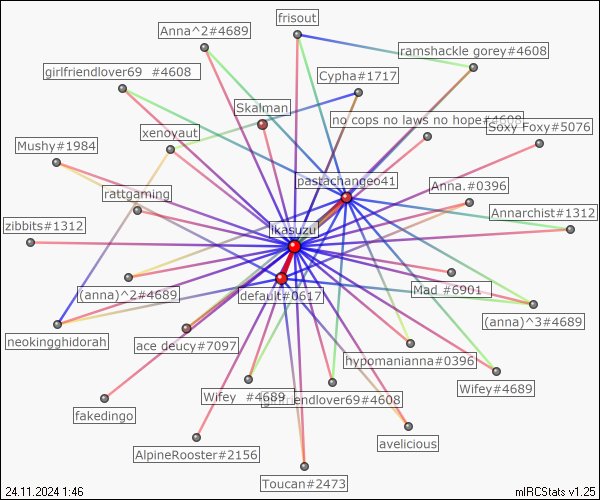 frisout
Anna^2#4689
ramshackle gorey#4608
girlfriendlover69 #4608
Cypha#1717
Skalman
no cops no laws no hope#4608
Soxy Foxy#5076
xenoyaut
Mushy#1984
pastachangeo41
Anna.#0396
rattgaming
Annarchist#1312
zibbits#1312
ikasuzu
Mad #6901
(anna)^2#4689
default#0617
(anna)^3#4689
neokingghidorah
ace deucy#7097
hypomanianna#0396
Wifey#4689
Wifey #4689
girlfriendlover69#4608
fakedingo
avelicious
AlpineRooster#2156
Toucan#2473
24.11.2024 1:46
mIRCStats v1.25